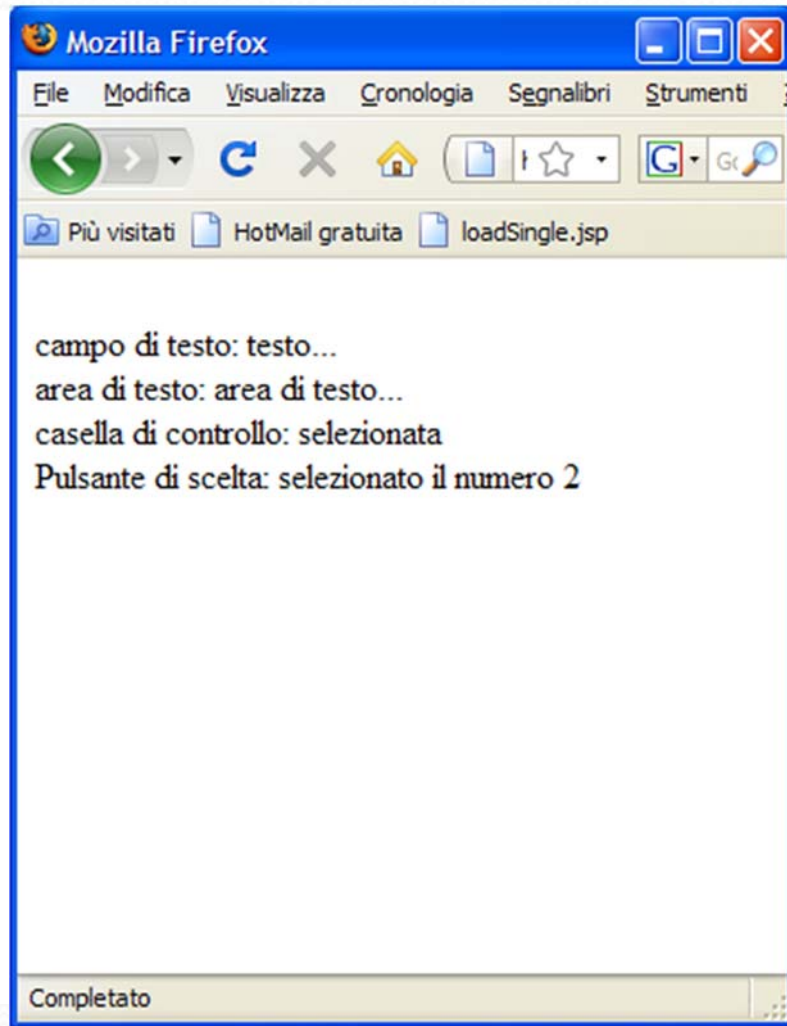 Mozilla Firefox
File Modifica Visualizza Cronologia Segnalibri Strumenti
G
Più visitati HotMail gratuita loadSingle.jsp
campo di testo: testo...
area di testo: area di testo...
casella di controllo: selezionata
Pulsante di scelta: selezionato il numero 2
Completato